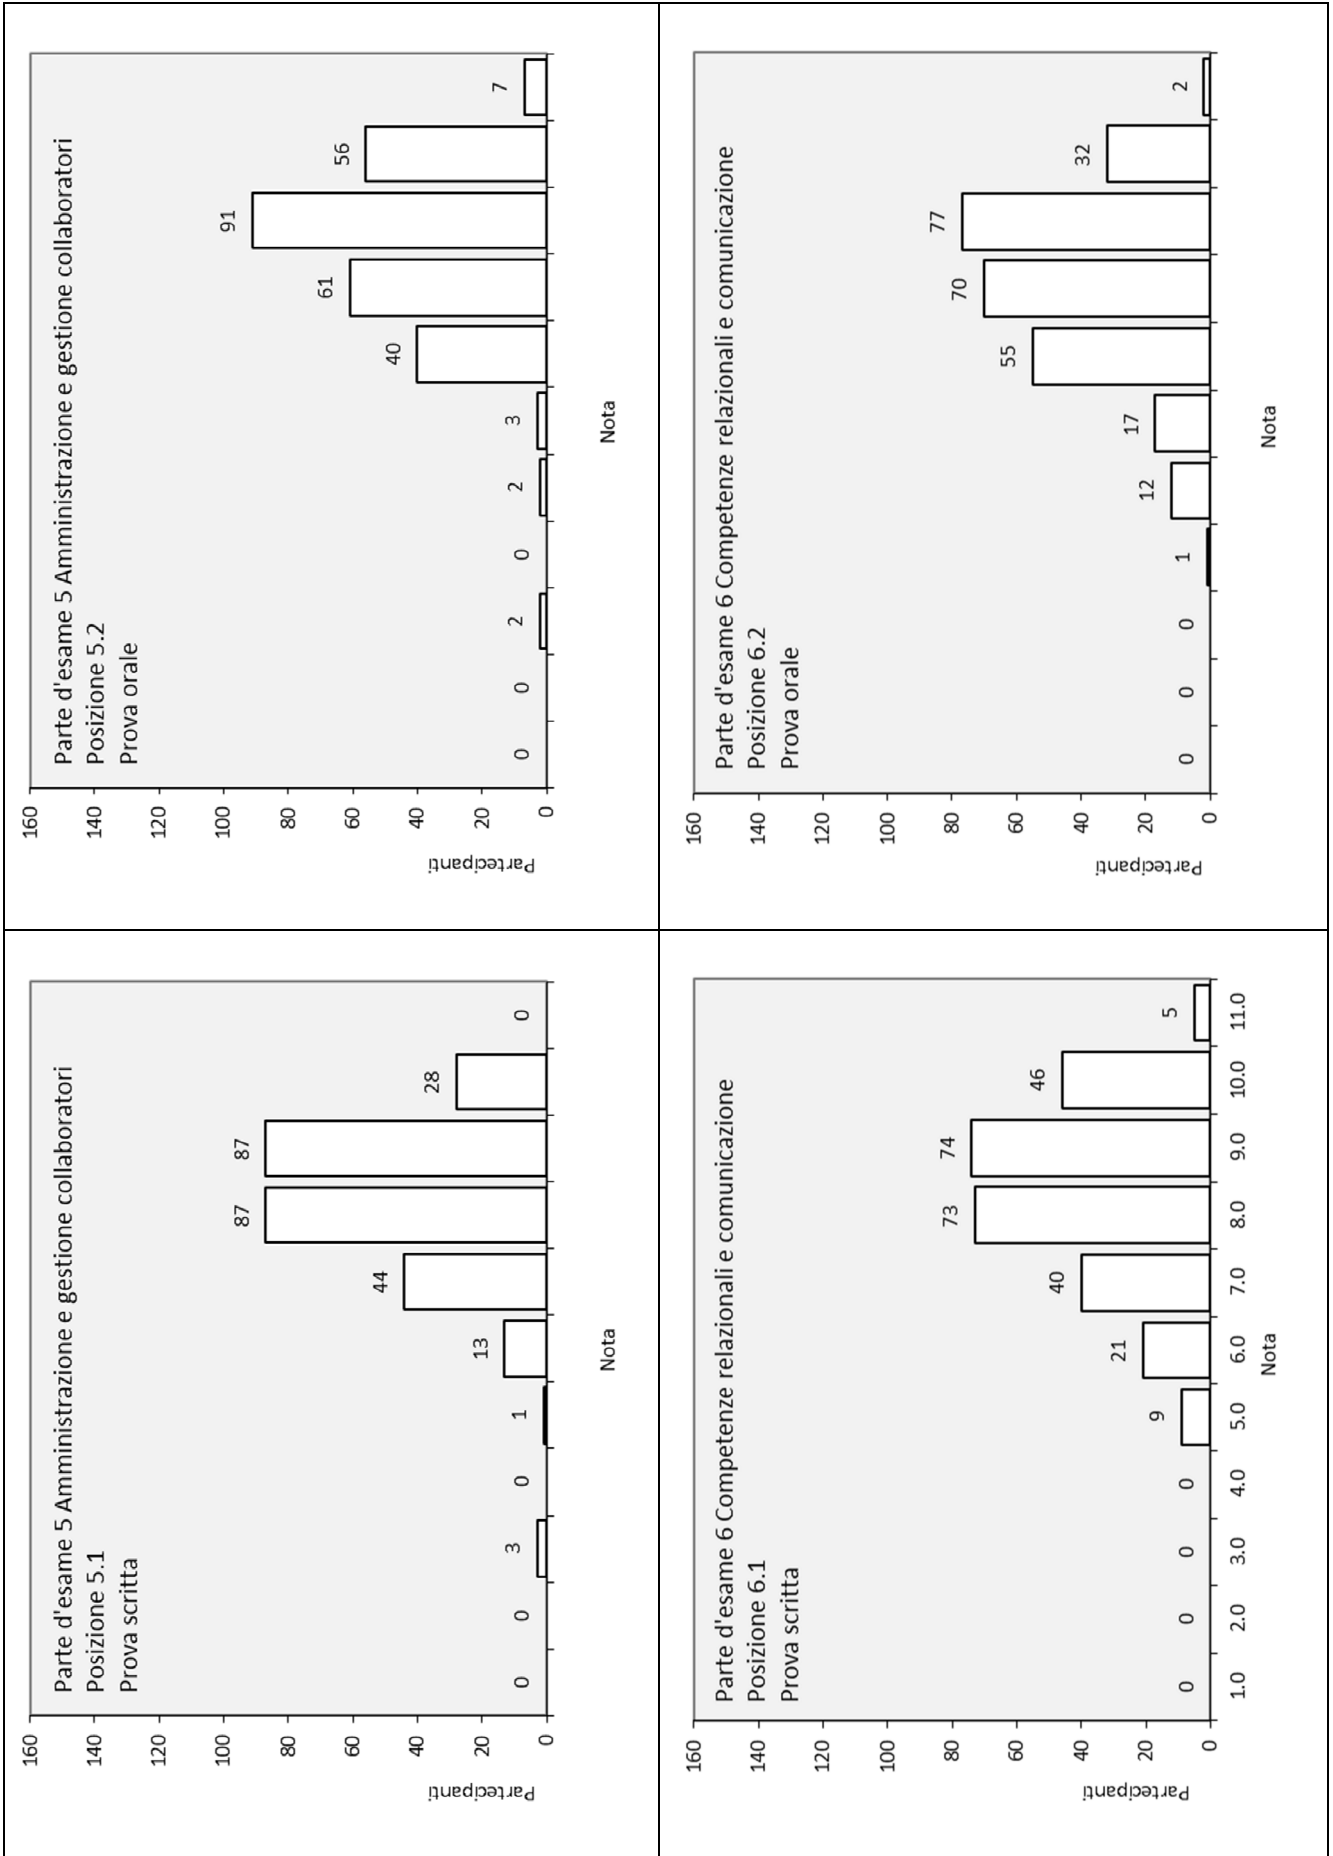 Parte d'esame 5 Amministrazione e gestione collaboratori
Posizione 5.1
Prova scritta
Partecipanti
160
140
120
100
80
60
40
20
0
0 0 3 0 1 13 44 87 87 28 0
Nota
Parte d'esame 5 Amministrazione e gestione collaboratori
Posizione 5.2
Prova orale
Partecipanti
160
140
120
100
80
60
40
20
0
0 0 2 0 2 3 40 61 91 56 7
Nota
Parte d'esame 6 Competenze relazionali e comunicazione
Posizione 6.1
Prova scritta
Partecipanti
160
140
120
100
80
60
40
20
0
0 0 0 0 9 21 40 73 74 46 5
1.0 2.0 3.0 4.0 5.0 6.0 7.0 8.0 9.0 10.0 11.0
Nota
Parte d'esame 6 Competenze relazionali e comunicazione
Posizione 6.2
Prova orale
Partecipanti
160
140
120
100
80
60
40
20
0
0 0 0 1 12 17 55 70 77 32 2
Nota